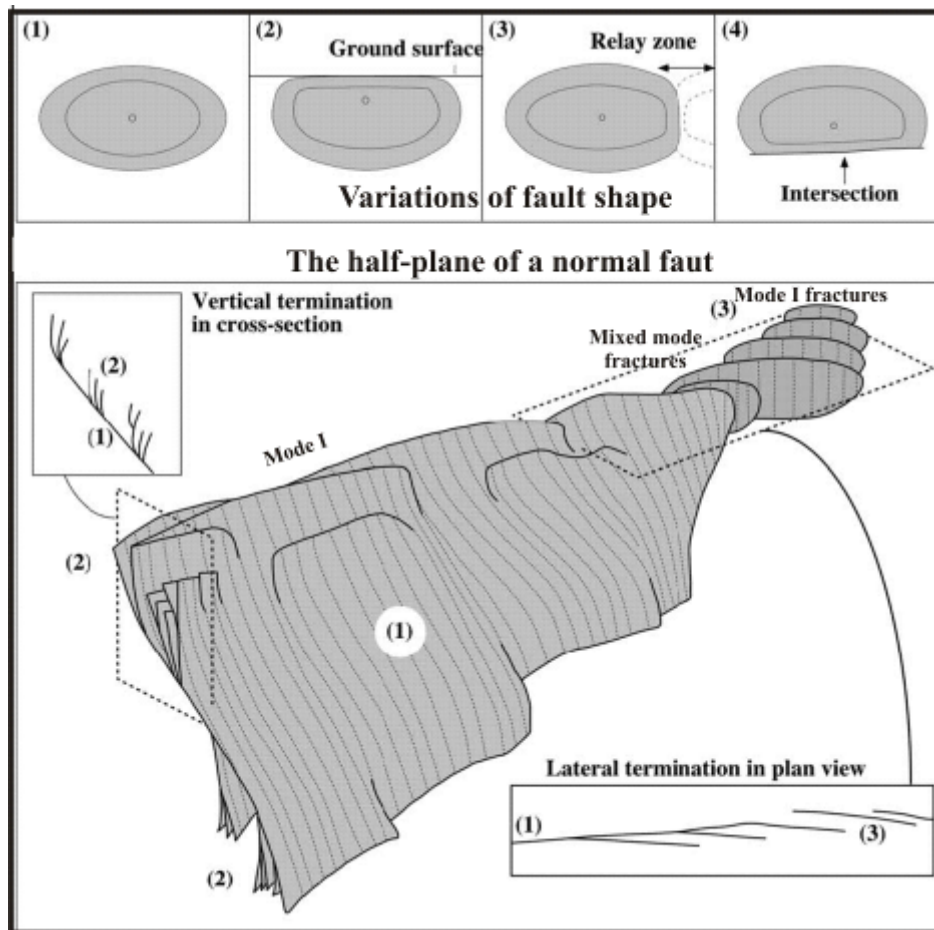 (1)
(2)
Ground surface
(3)
Relay zone
(4)
Intersection
Variations of fault shape
The half-plane of a normal faut
Vertical termination
in cross-section
(2)
(1)
(3)
Mode I fractures
Mixed mode
fractures
Mode I
(2)
(1)
(2)
Lateral termination in plan view
(1)
(3)